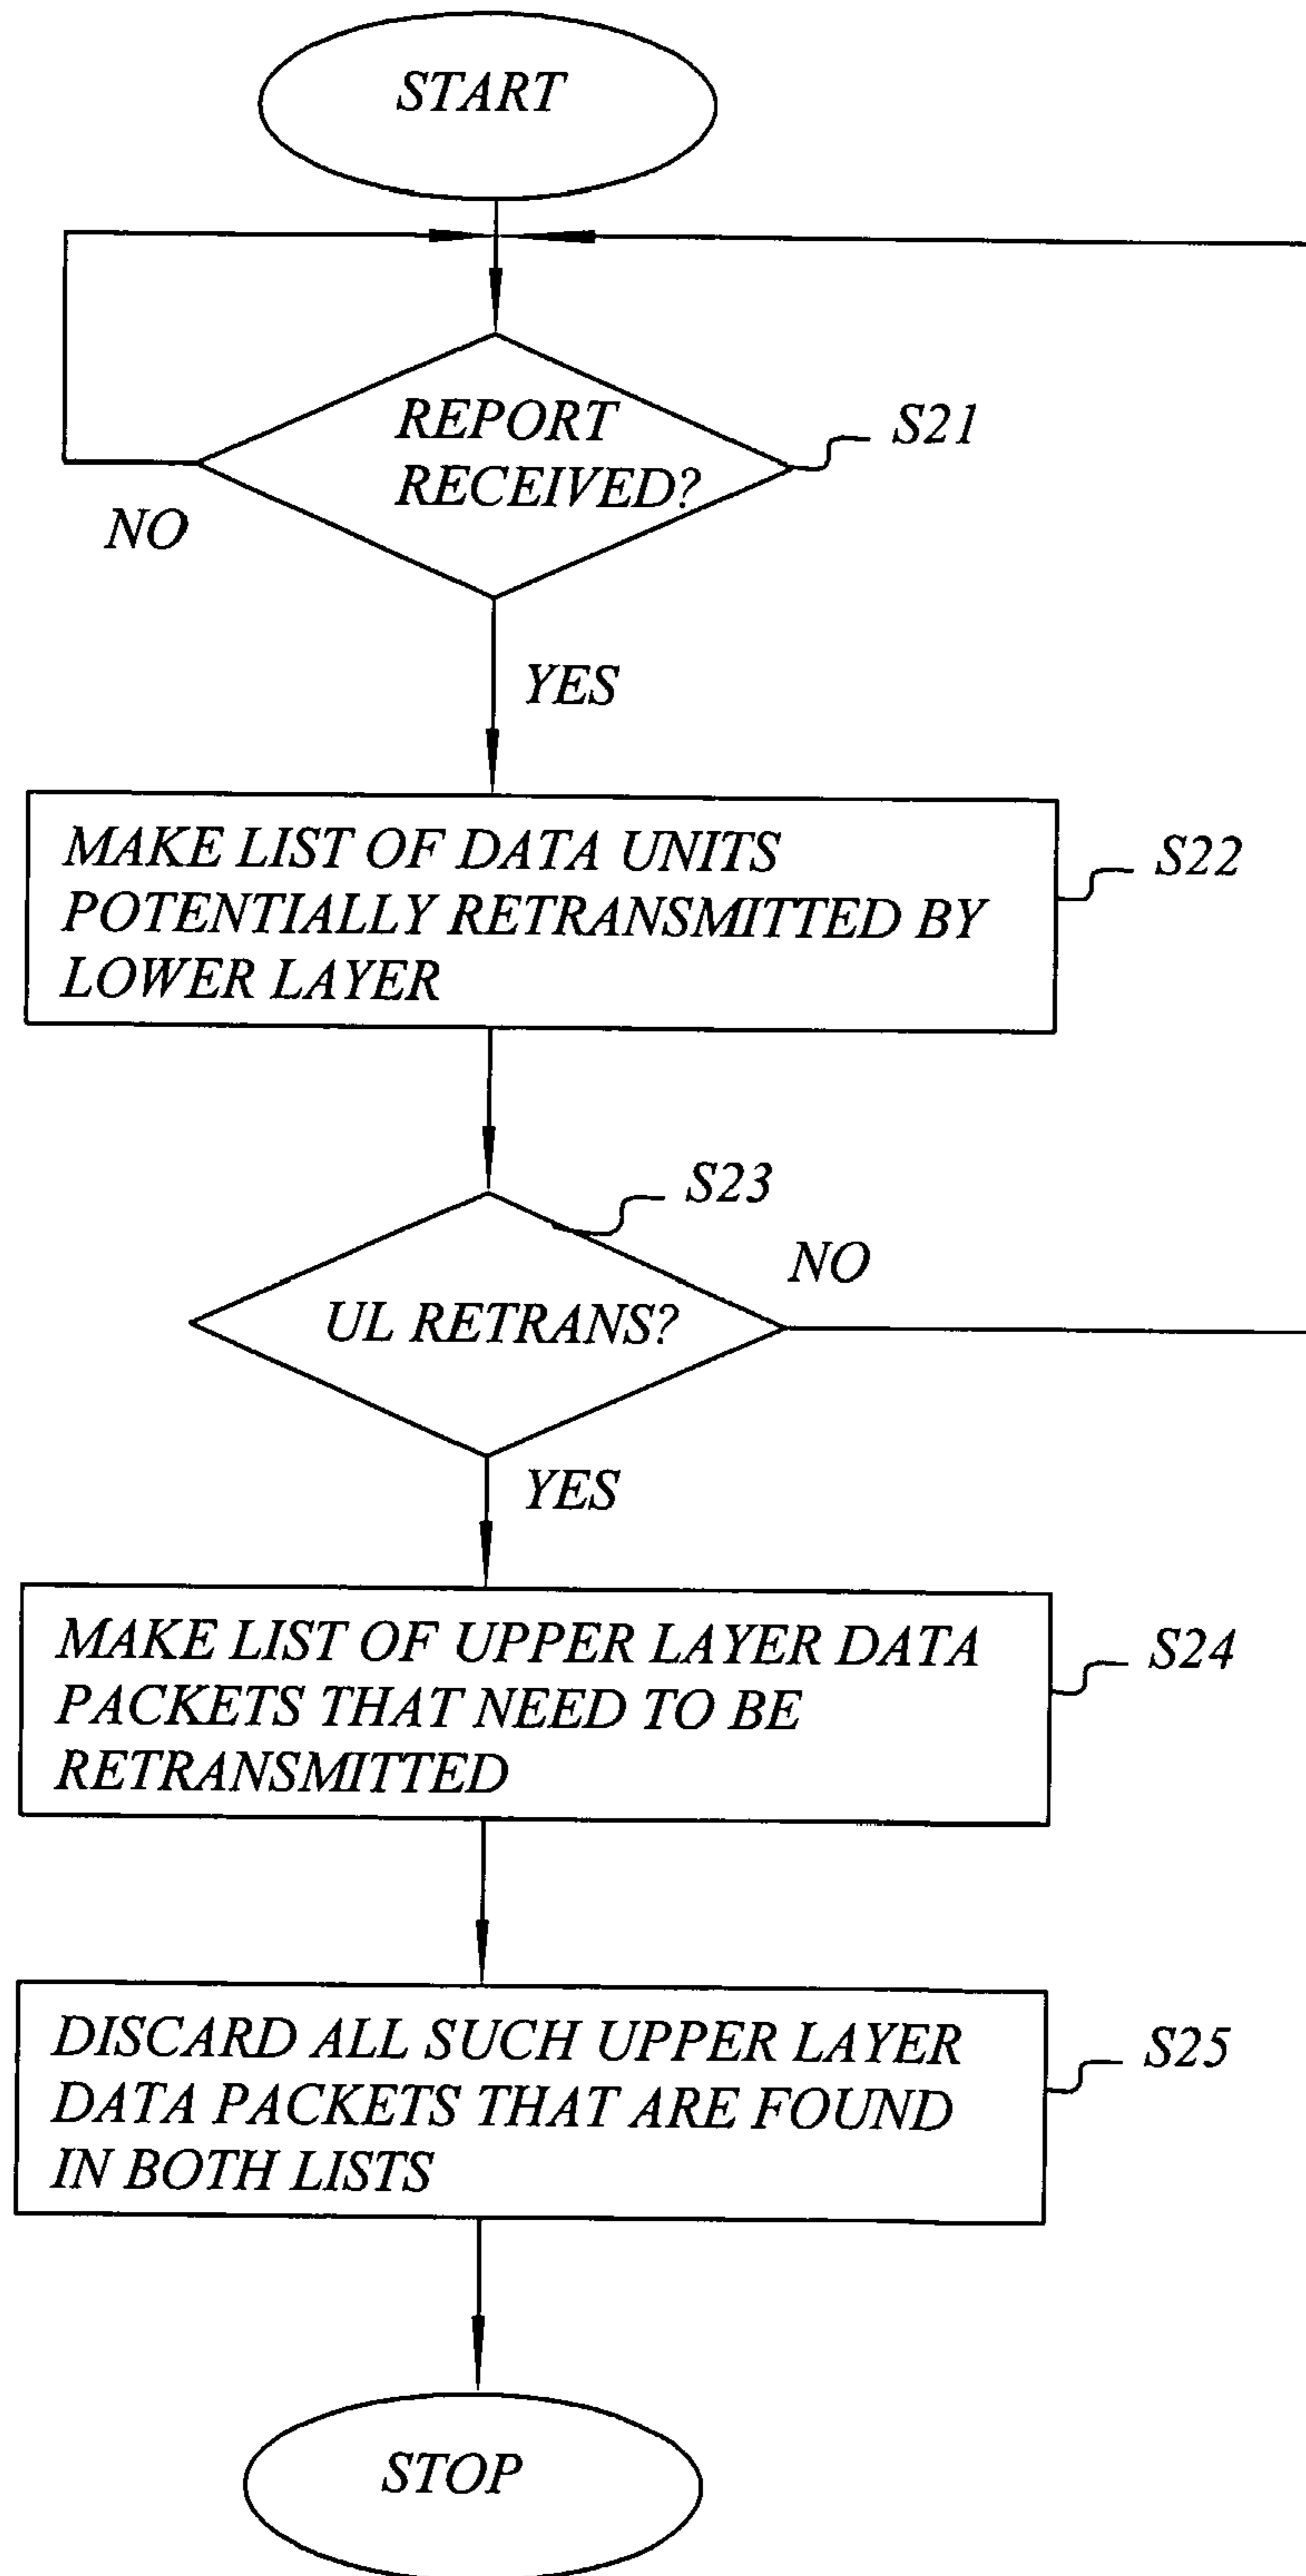 START
REPORT
RECEIVED?
S21
NO
YES
MAKE LIST OF DATA UNITS
POTENTIALLY RETRANSMITTED BY
LOWER LAYER
S22
S23
NO
UL RETRANS?
YES
MAKE LIST OF UPPER LAYER DATA
PACKETS THAT NEED TO BE
RETRANSMITTED
S24
DISCARD ALL SUCH UPPER LAYER
DATA PACKETS THAT ARE FOUND
IN BOTH LISTS
S25
STOP